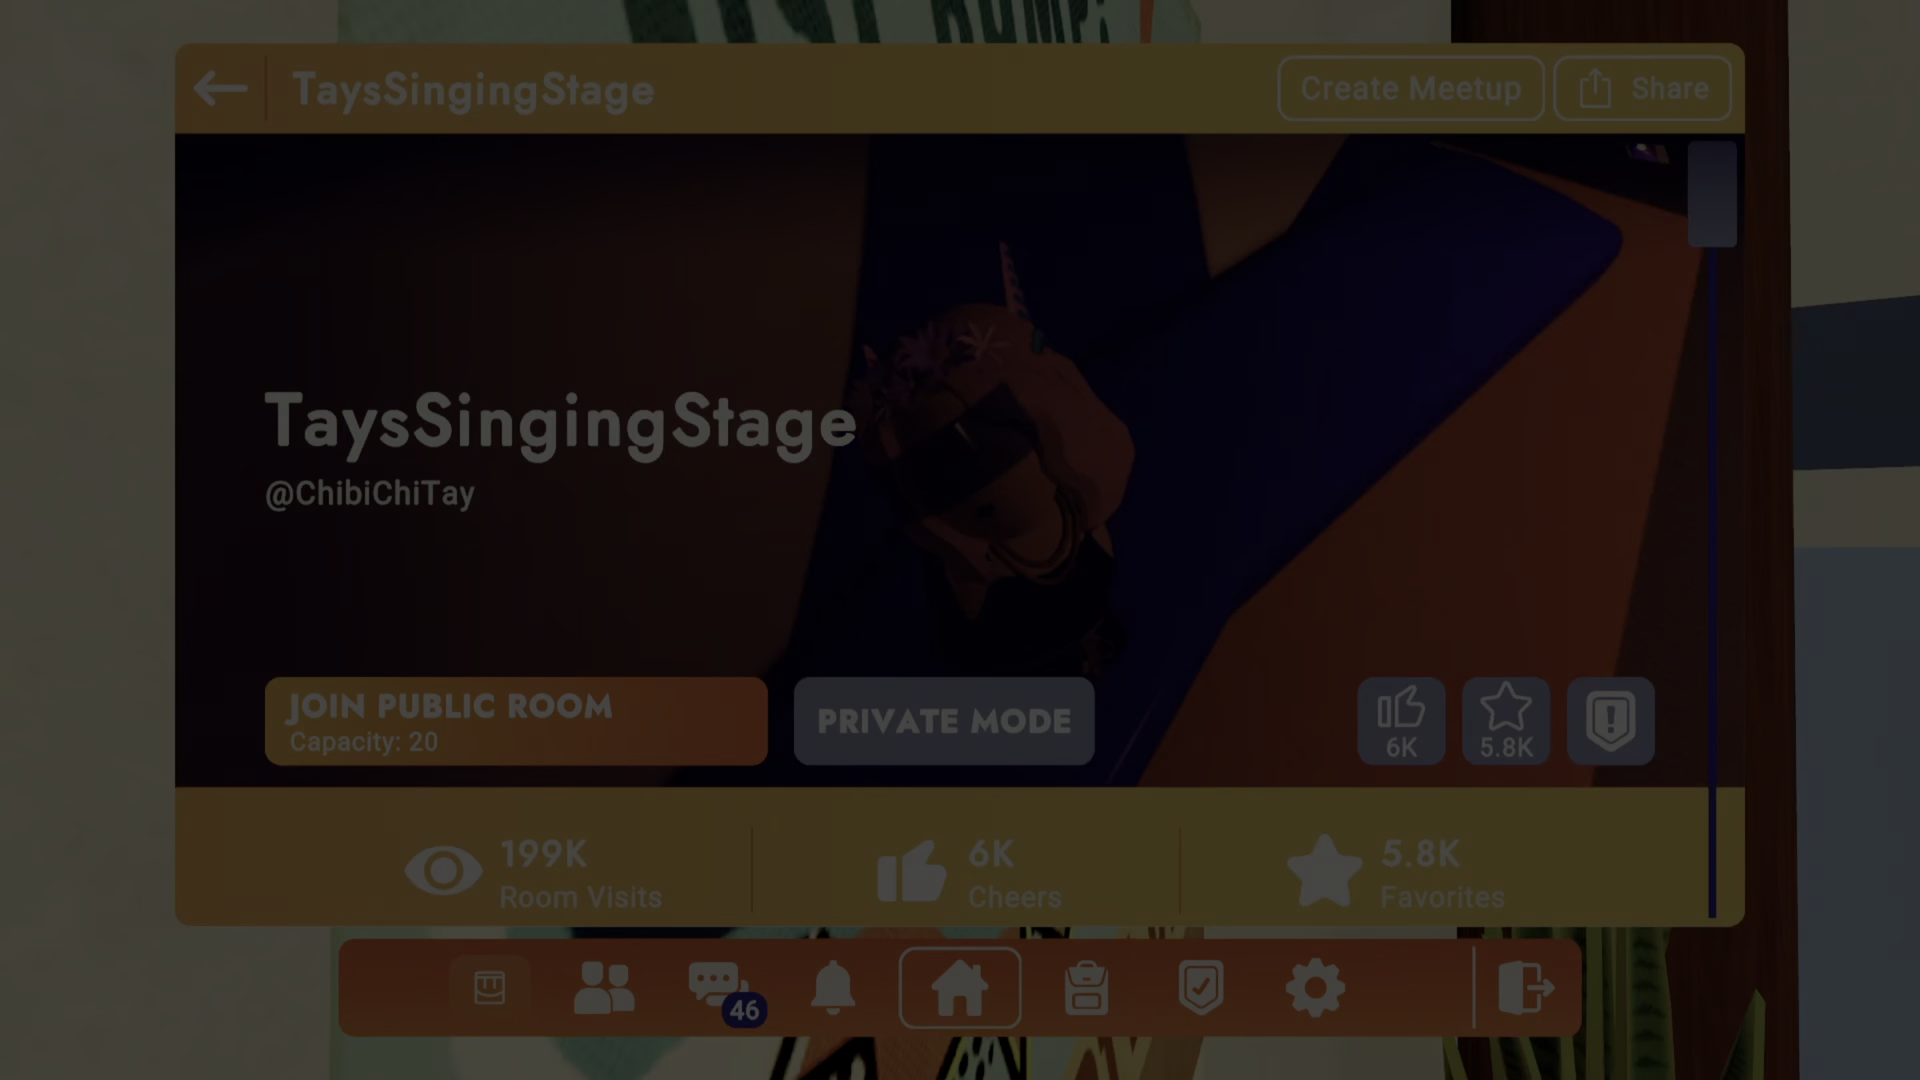 TaysSingingStage
Create Meetup
Share
TaysSingingStage
@ChibiChiTay
JOIN PUBLIC ROOM
Capacity: 20
PRIVATE MODE
6K
5.8K
199K
Room Visits
6K
Cheers
5.8K
Favorites
46